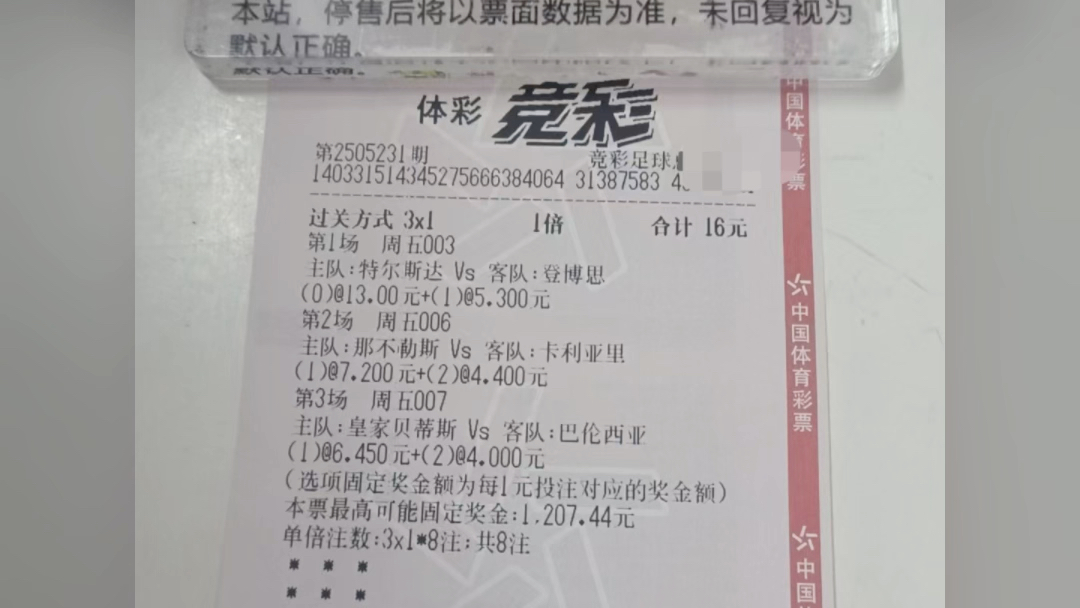 本站，停售后将以票面数据为准，未回复视为
默认正确。
体彩 竞彩
第2505231期 竞彩足球
140331514345275666384064 31387583
过关方式 3x1 1倍 合计 16元
第1场 周五003
主队:特尔斯达 Vs 客队:登博思
(0)@13.00元+(1)@5.300元
第2场 周五006
主队:那不勒斯 Vs 客队:卡利亚里
(1)@7.200元+(2)@4.400元
第3场 周五007
主队:皇家贝蒂斯 Vs 客队:巴伦西亚
(1)@6.450元+(2)@4.000元
(选项固定奖金额为每1元投注对应的奖金额)
本票最高可能固定奖金:1,207.44元
单倍注数:3x1*8注;共8注
* * *
* * *
中国体育彩票
中国体育彩票
中国体